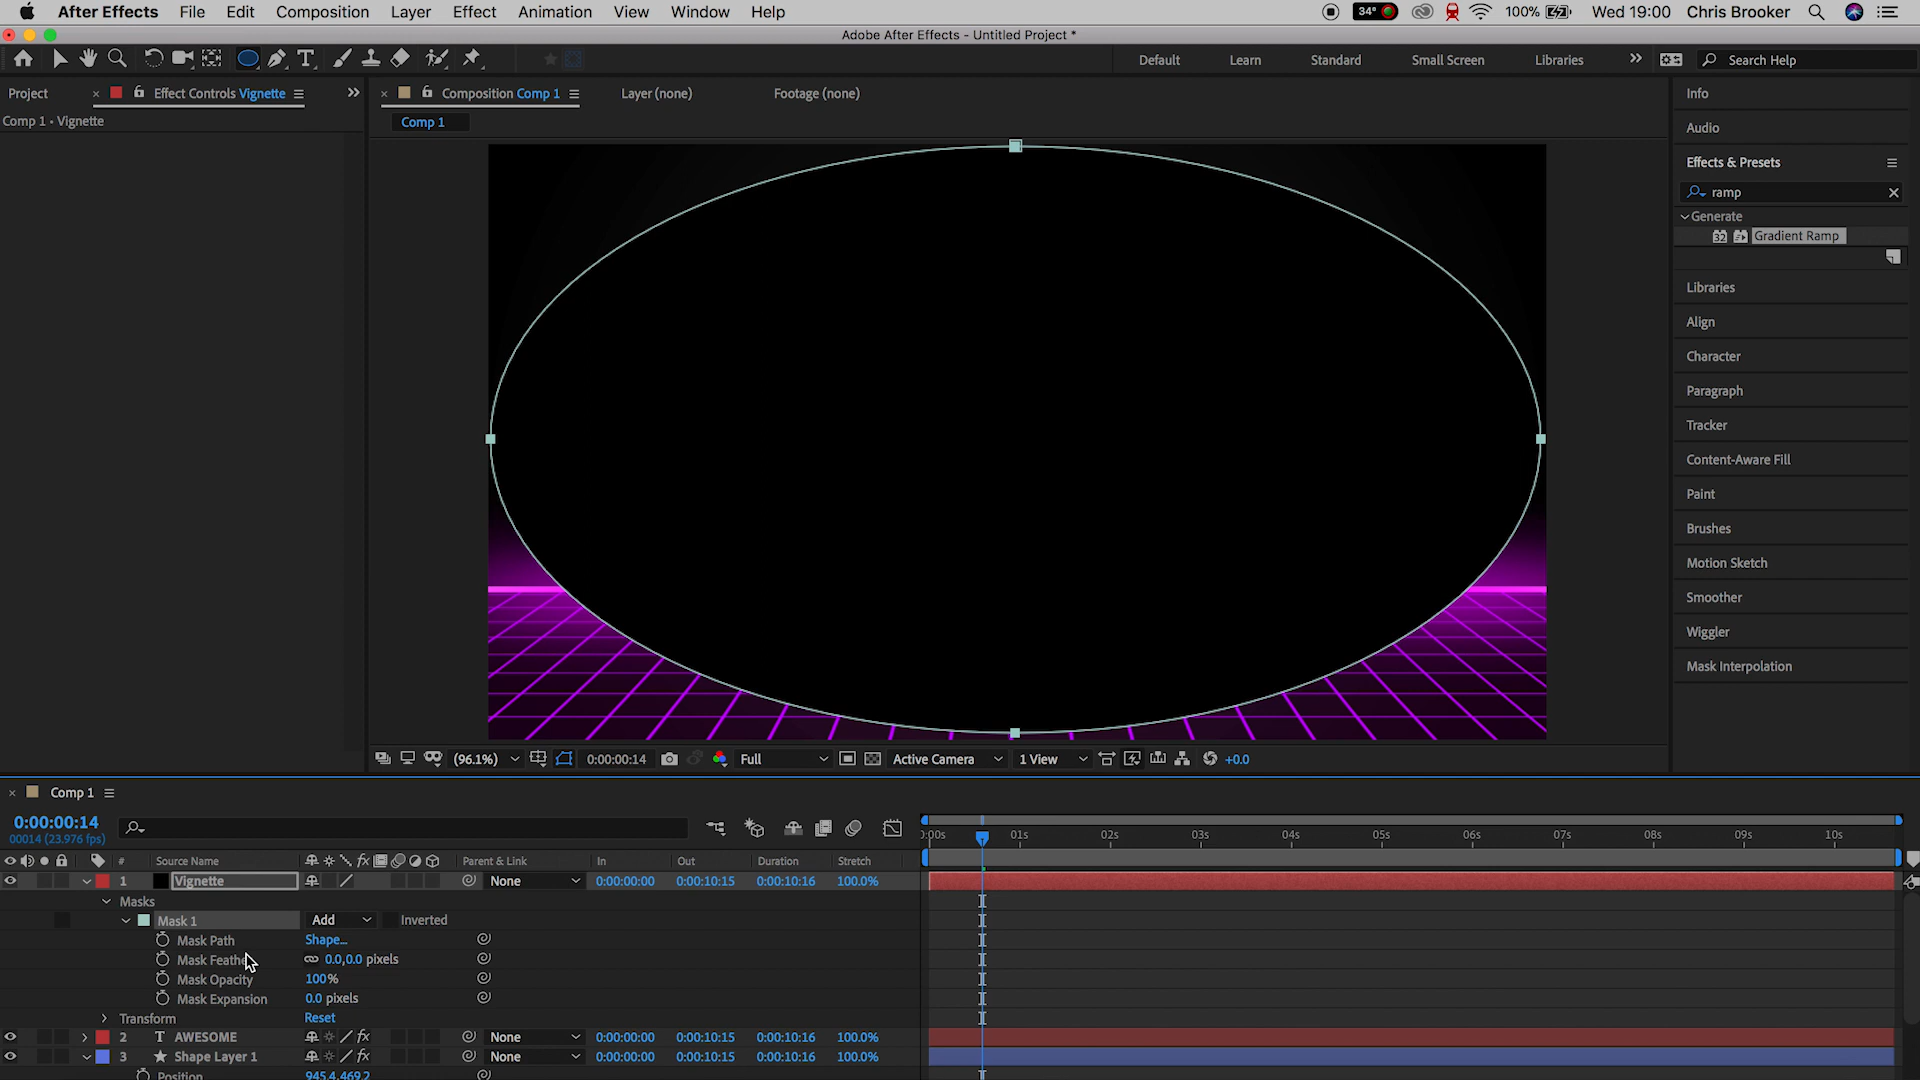 After Effects File Edit Composition Layer Effect Animation View Window Help 34° 100% Wed 19:00 Chris Brooker
Adobe After Effects - Untitled Project *
T Default Learn Standard Small Screen Libraries Search Help
Project Effect Controls Vignette Composition Comp 1 Layer (none) Footage (none) Info
Comp 1 • Vignette Comp 1
Audio
Effects & Presets
ramp
Generate
32 Gradient Ramp
Libraries
Align
Character
Paragraph
Tracker
Content-Aware Fill
Paint
Brushes
Motion Sketch
Smoother
Wiggler
Mask Interpolation
(96.1%) 0:00:00:14 Full Active Camera 1 View +0.0
Comp 1
0:00:00:14
00014 (23.976 fps)
0:00s 01s 02s 03s 04s 05s 06s 07s 08s 09s 10s
# Source Name fx Parent & Link In Out Duration Stretch
1 Vignette None 0:00:00:00 0:00:10:15 0:00:10:16 100.0%
Masks
Mask 1 Add Inverted
Mask Path Shape...
Mask Feathe 0.0,0.0 pixels
Mask Opacity 100%
Mask Expansion 0.0 pixels
Transform Reset
2 T AWESOME fx None 0:00:00:00 0:00:10:15 0:00:10:16 100.0%
3 Shape Layer 1 fx None 0:00:00:00 0:00:10:15 0:00:10:16 100.0%
Position 945.4,469.2